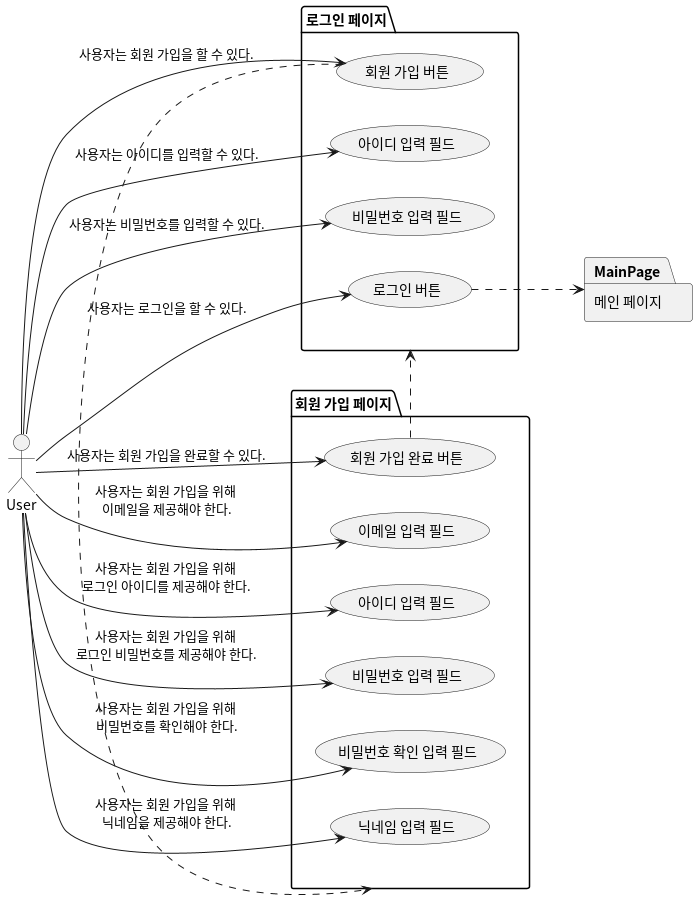 로그인 페이지
사용자는 회원 가입을 할 수 있다.
회원 가입 버튼
사용자는 아이디를 입력할 수 있다.
아이디 입력 필드
사용자는 비밀번호를 입력할 수 있다.
비밀번호 입력 필드
사용자는 로그인을 할 수 있다.
로그인 버튼
MainPage
메인 페이지
회원 가입 페이지
사용자는 회원 가입을 완료할 수 있다.
회원 가입 완료 버튼
User
사용자는 회원 가입을 위해
이메일을 제공해야 한다.
이메일 입력 필드
사용자는 회원 가입을 위해
로그인 아이디를 제공해야 한다.
아이디 입력 필드
사용자는 회원 가입을 위해
로그인 비밀번호를 제공해야 한다.
비밀번호 입력 필드
사용자는 회원 가입을 위해
비밀번호를 확인해야 한다.
비밀번호 확인 입력 필드
사용자는 회원 가입을 위해
닉네임을 제공해야 한다.
닉네임 입력 필드